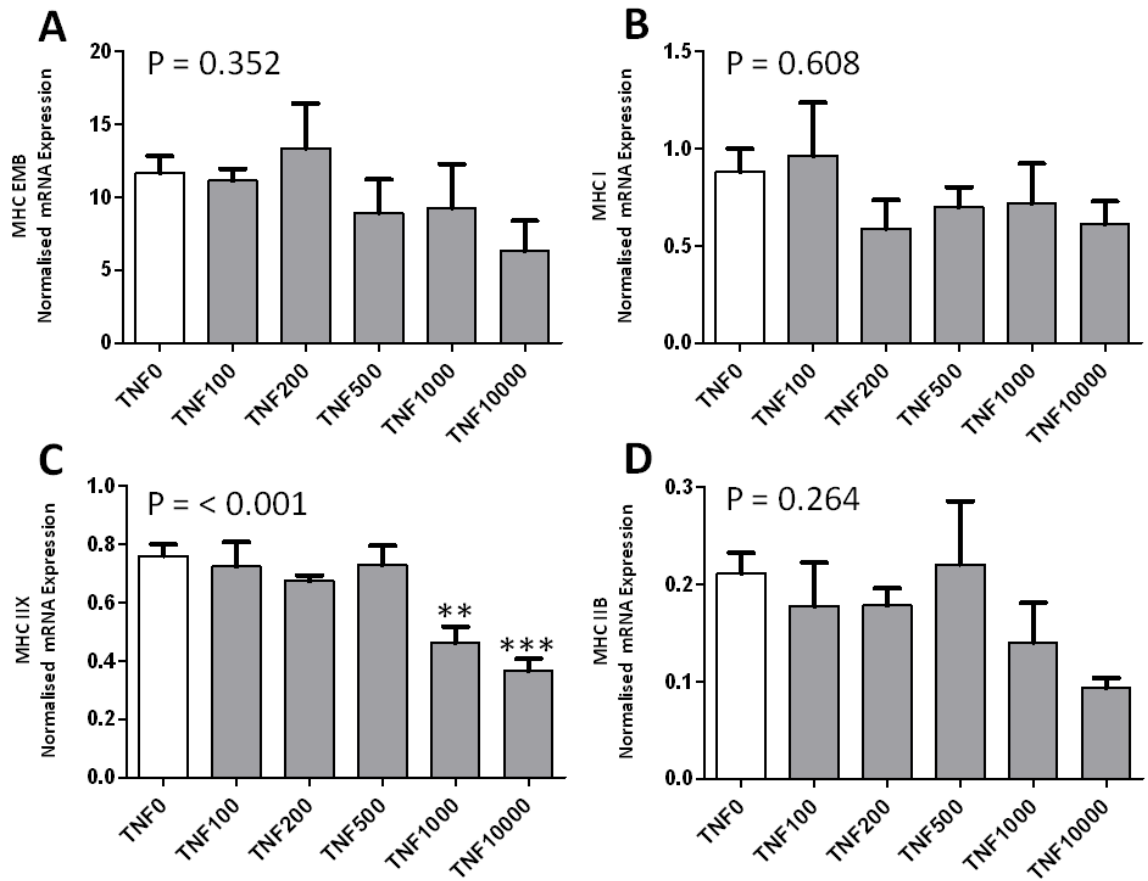 A
P = 0.352
MHC EMB
Normalised mRNA Expression
20
15
10
5
0
TNF0
TNF100
TNF200
TNF500
TNF1000
TNF10000
B
P = 0.608
MHC I
Normalised mRNA Expression
1.5
1.0
0.5
0.0
TNF0
TNF100
TNF200
TNF500
TNF1000
TNF10000
C
P = < 0.001
MHC IIX
Normalised mRNA Expression
1.0
0.8
0.6
0.4
0.2
0.0
**
***
TNF0
TNF100
TNF200
TNF500
TNF1000
TNF10000
D
P = 0.264
MHC IIB
Normalised mRNA Expression
0.3
0.2
0.1
0.0
TNF0
TNF100
TNF200
TNF500
TNF1000
TNF10000